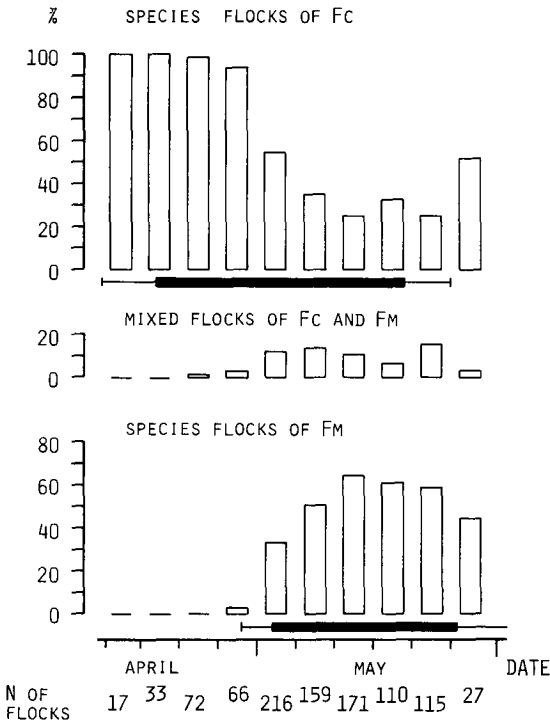 % SPECIES FLOCKS OF FC
100
80
60
40
20
0
MIXED FLOCKS OF FC AND FM
20
0
SPECIES FLOCKS OF FM
80
60
40
20
0
APRIL MAY DATE
N OF FLOCKS 17 33 72 66 216 159 171 110 115 27